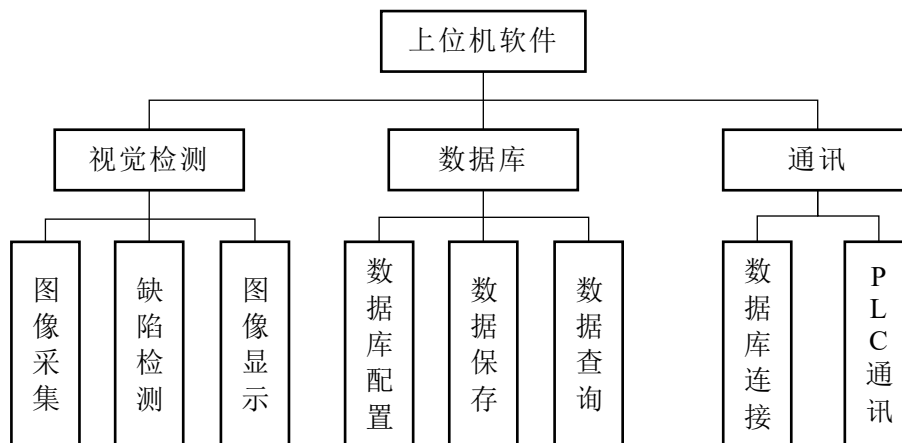 上位机软件
视觉检测
数据库
通讯
图像采集
缺陷检测
图像显示
数据库配置
数据保存
数据查询
数据库连接
PLC通讯